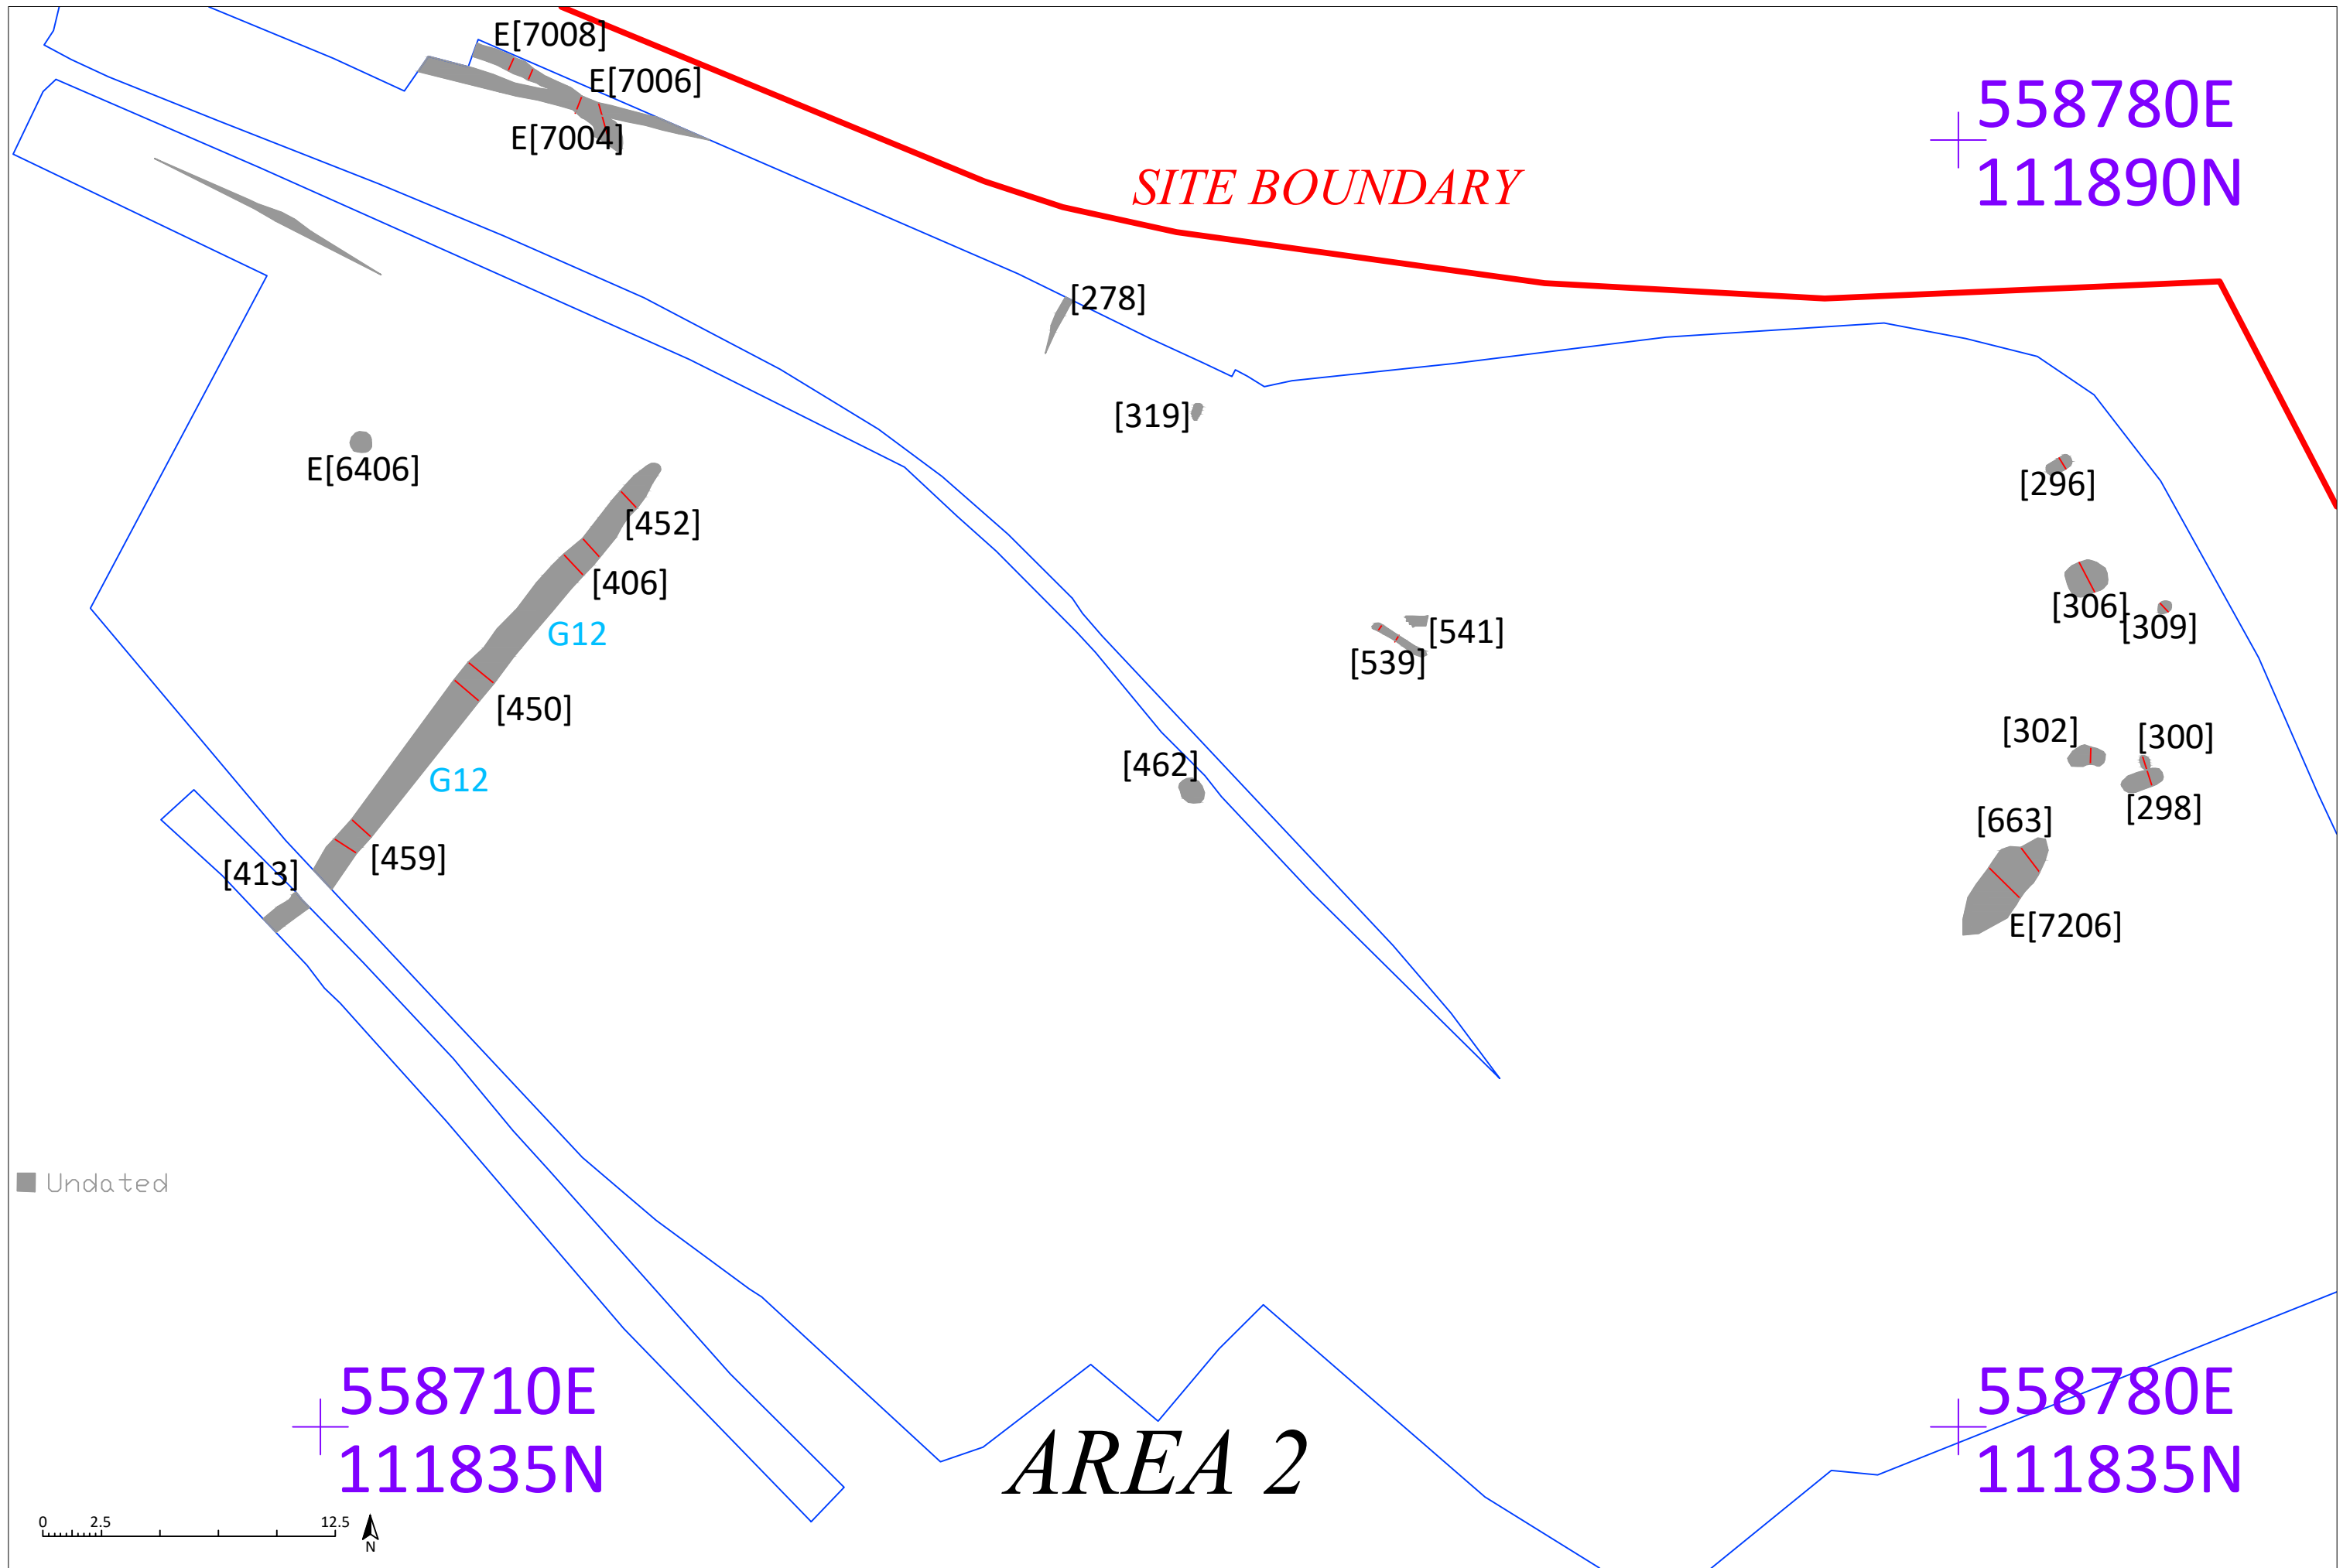 E[7008]
E[7006]
E[7004]
558780E
111890N
SITE BOUNDARY
[278]
[319]
E[6406]
[296]
[452]
[406]
G12
[306]
[309]
[541]
[539]
[450]
[302]
[300]
[462]
G12
[298]
[663]
[459]
[413]
E[7206]
Undated
558710E
111835N
AREA 2
558780E
111835N
0 2.5 12.5
N